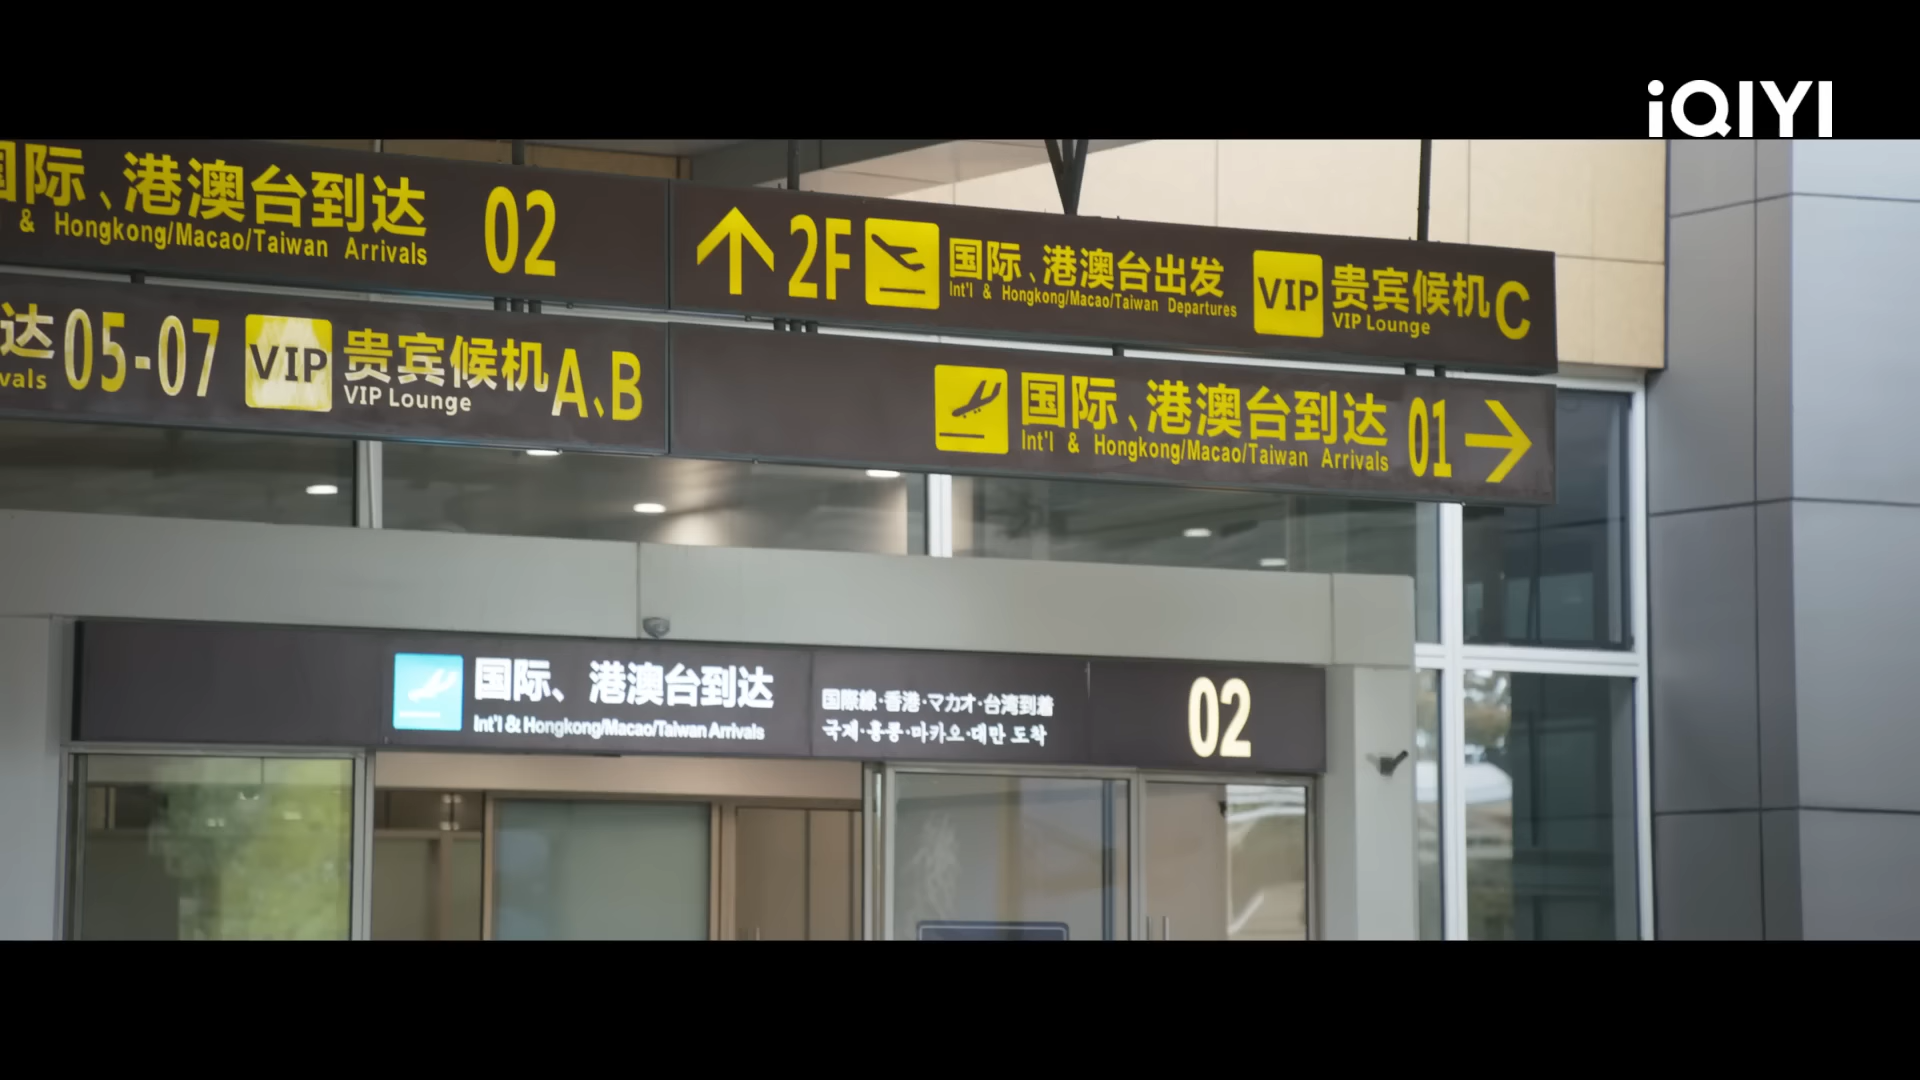 iQIYI
国际、港澳台到达 02
& Hongkong/Macao/Taiwan Arrivals
2F 国际、港澳台出发 VIP 贵宾候机 C
Int'l & Hongkong/Macao/Taiwan Departures VIP Lounge
达 05-07 VIP 贵宾候机 A、B
vals VIP Lounge
国际、港澳台到达 01
Int'l & Hongkong/Macao/Taiwan Arrivals
国际、港澳台到达 国際線·香港·マカオ·台湾到着 02
Int'l & Hongkong/Macao/Taiwan Arrivals 국제·홍콩·마카오·대만 도착